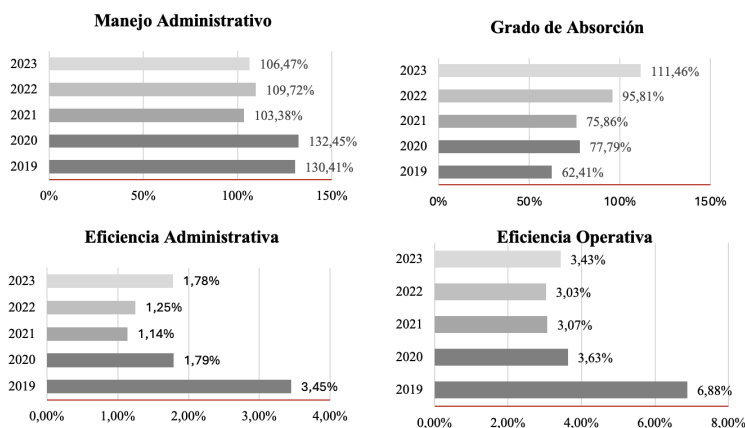 Manejo Administrativo
2023 106,47%
2022 109,72%
2021 103,38%
2020 132,45%
2019 130,41%
0% 50% 100% 150%
Grado de Absorción
2023 111,46%
2022 95,81%
2021 75,86%
2020 77,79%
2019 62,41%
0% 50% 100% 150%
Eficiencia Administrativa
2023 1,78%
2022 1,25%
2021 1,14%
2020 1,79%
2019 3,45%
0,00% 1,00% 2,00% 3,00% 4,00%
Eficiencia Operativa
2023 3,43%
2022 3,03%
2021 3,07%
2020 3,63%
2019 6,88%
0,00% 2,00% 4,00% 6,00% 8,00%